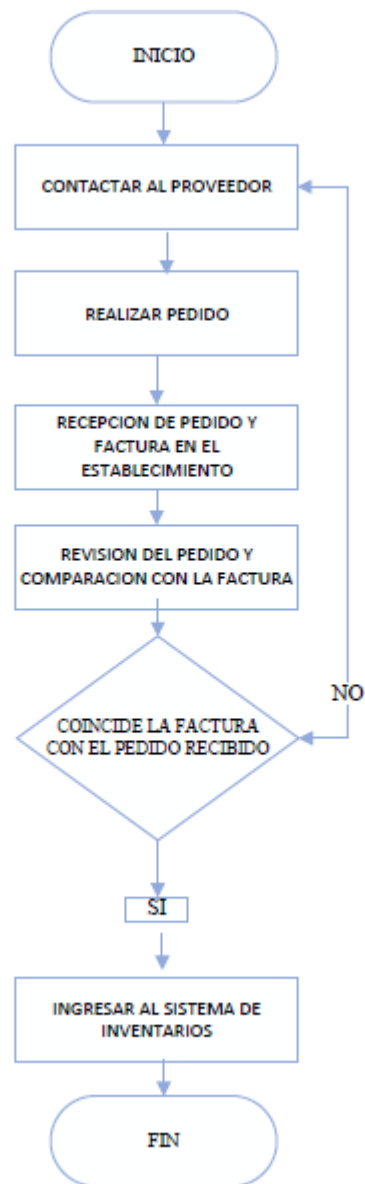 INICIO
CONTACTAR AL PROVEEDOR
REALIZAR PEDIDO
RECEPCION DE PEDIDO Y
FACTURA EN EL
ESTABLECIMIENTO
REVISION DEL PEDIDO Y
COMPARACION CON LA FACTURA
NO
COINCIDE LA FACTURA
CON EL PEDIDO RECIBIDO
SI
INGRESAR AL SISTEMA DE
INVENTARIOS
FIN